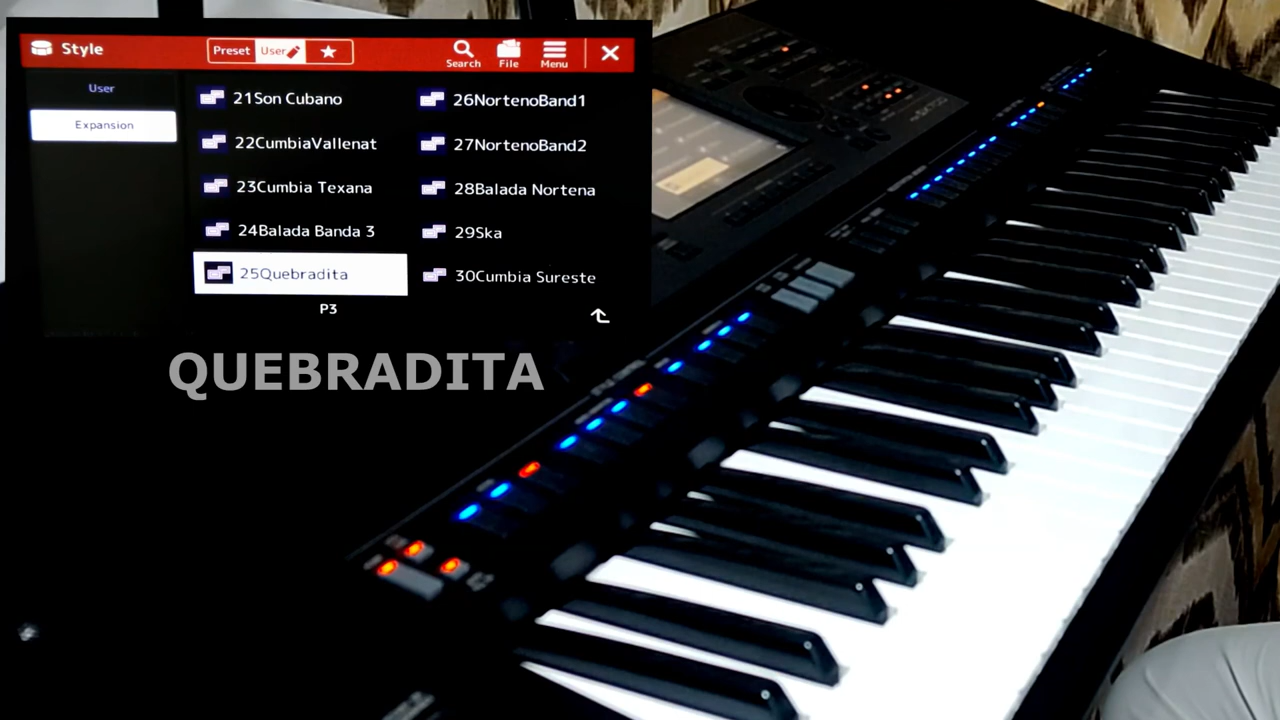 Style
Preset User
Search File Menu
User
Expansion
21Son Cubano
22CumbiaVallenat
23Cumbia Texana
24Balada Banda 3
25Quebradita
26NortenoBand1
27NortenoBand2
28Balada Nortena
29Ska
30Cumbia Sureste
P3
QUEBRADITA